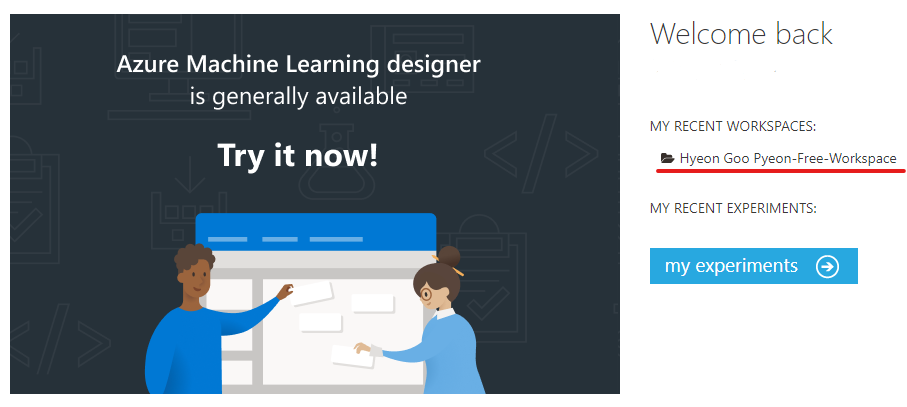 Azure Machine Learning designer
is generally available
Try it now!
Welcome back
MY RECENT WORKSPACES:
Hyeon Goo Pyeon-Free-Workspace
MY RECENT EXPERIMENTS:
my experiments